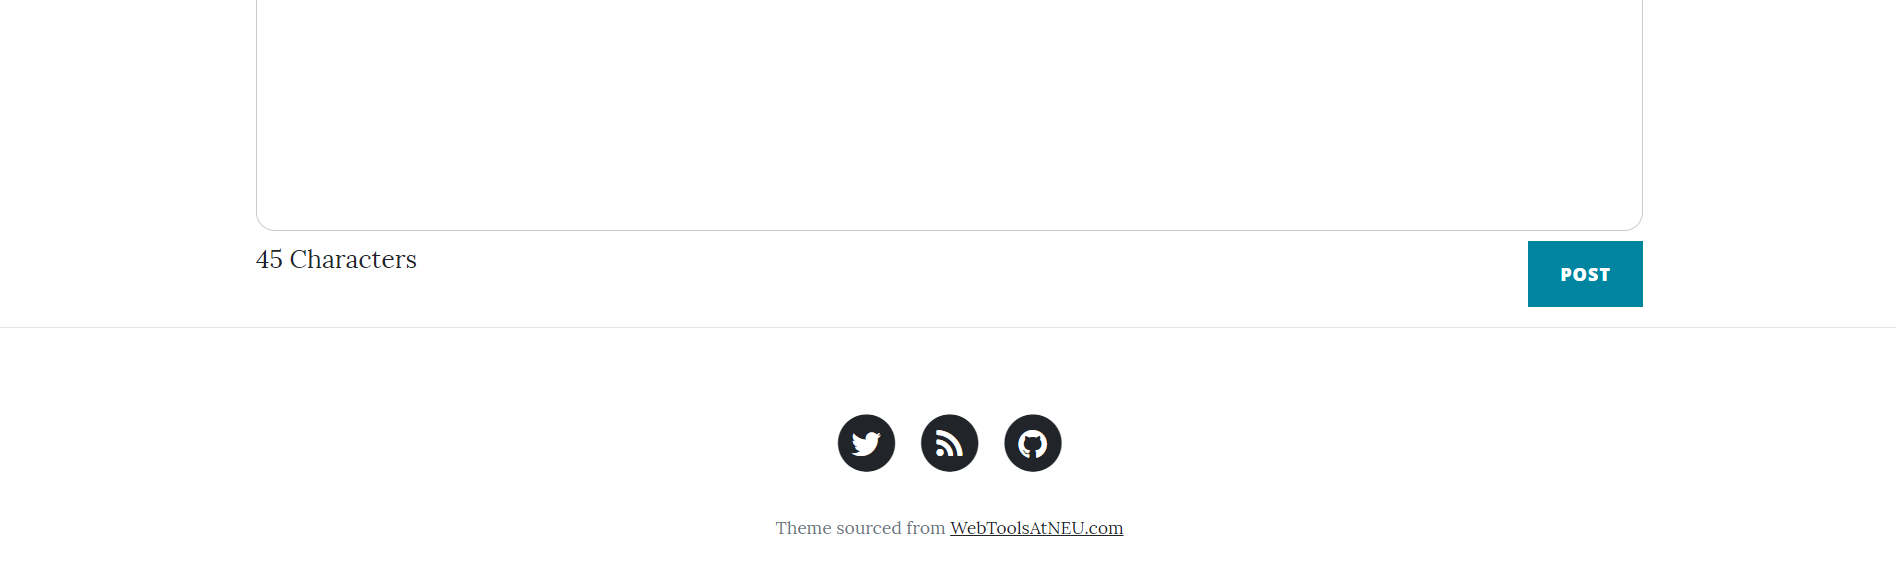 45 Characters
POST
Theme sourced from WebToolsAtNEU.com